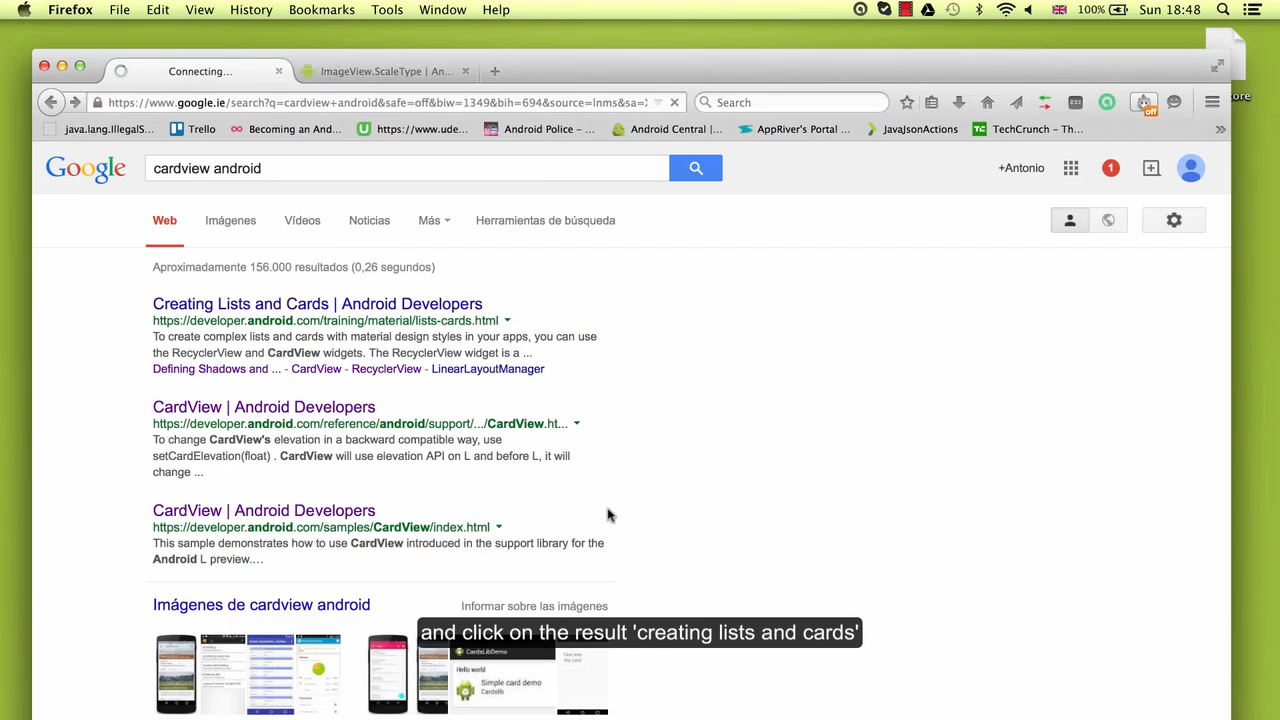 Firefox File Edit View History Bookmarks Tools Window Help 100% Sun 18:48
Connecting... ImageView.ScaleType | An...
https://www.google.ie/search?q=cardview+android&safe=off&biw=1349&bih=694&source=lnms&sa=X Search off
java.lang.IllegalS... Trello Becoming an And... https://www.ude... Android Police – ... Android Central |... AppRiver's Portal ... JavaJsonActions TechCrunch - Th...
Google cardview android +Antonio 1
Web Imágenes Vídeos Noticias Más Herramientas de búsqueda
Aproximadamente 156.000 resultados (0,26 segundos)
Creating Lists and Cards | Android Developers
https://developer.android.com/training/material/lists-cards.html
To create complex lists and cards with material design styles in your apps, you can use
the RecyclerView and CardView widgets. The RecyclerView widget is a ...
Defining Shadows and ... - CardView - RecyclerView - LinearLayoutManager
CardView | Android Developers
https://developer.android.com/reference/android/support/.../CardView.ht...
To change CardView's elevation in a backward compatible way, use
setCardElevation(float) . CardView will use elevation API on L and before L, it will
change ...
CardView | Android Developers
https://developer.android.com/samples/CardView/index.html
This sample demonstrates how to use CardView introduced in the support library for the
Android L preview....
Imágenes de cardview android Informar sobre las imágenes
and click on the result 'creating lists and cards'
CardsLibDemo
Hello world
Simple card demo
Cardslib